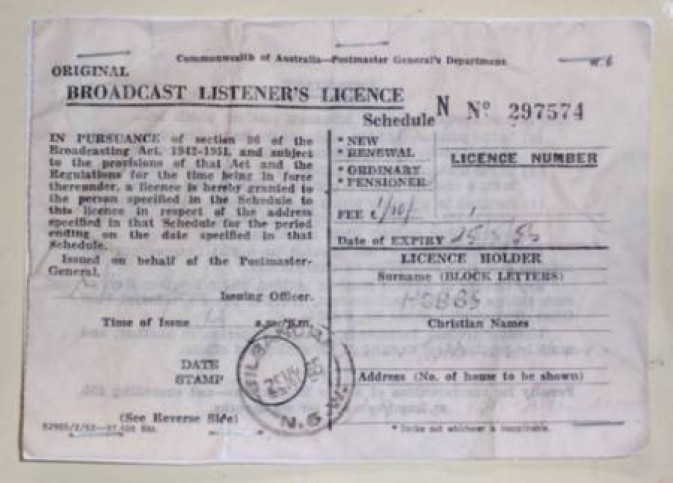 Commonwealth of Australia—Postmaster General's Department
ORIGINAL
BROADCAST LISTENER'S LICENCE
Schedule N Nº 297574
IN PURSUANCE of section 96 of the
Broadcasting Act, 1942-1951, and subject
to the provisions of that Act and the
Regulations for the time being in force
thereunder, a licence is hereby granted to
the person specified in the Schedule to
this licence in respect of the address
specified in that Schedule for the period
ending on the date specified in that
Schedule.
Issued on behalf of the Postmaster-
General,
Issuing Officer.
Time of Issue a.m./p.m.
DATE
STAMP
N.S.W.
(See Reverse Side)
* NEW
* RENEWAL
* ORDINARY
* PENSIONER
LICENCE NUMBER
FEE £
Date of EXPIRY
LICENCE HOLDER
Surname (BLOCK LETTERS)
HOBBS
Christian Names
Address (No. of house to be shown)
* Strike out whichever is inapplicable.